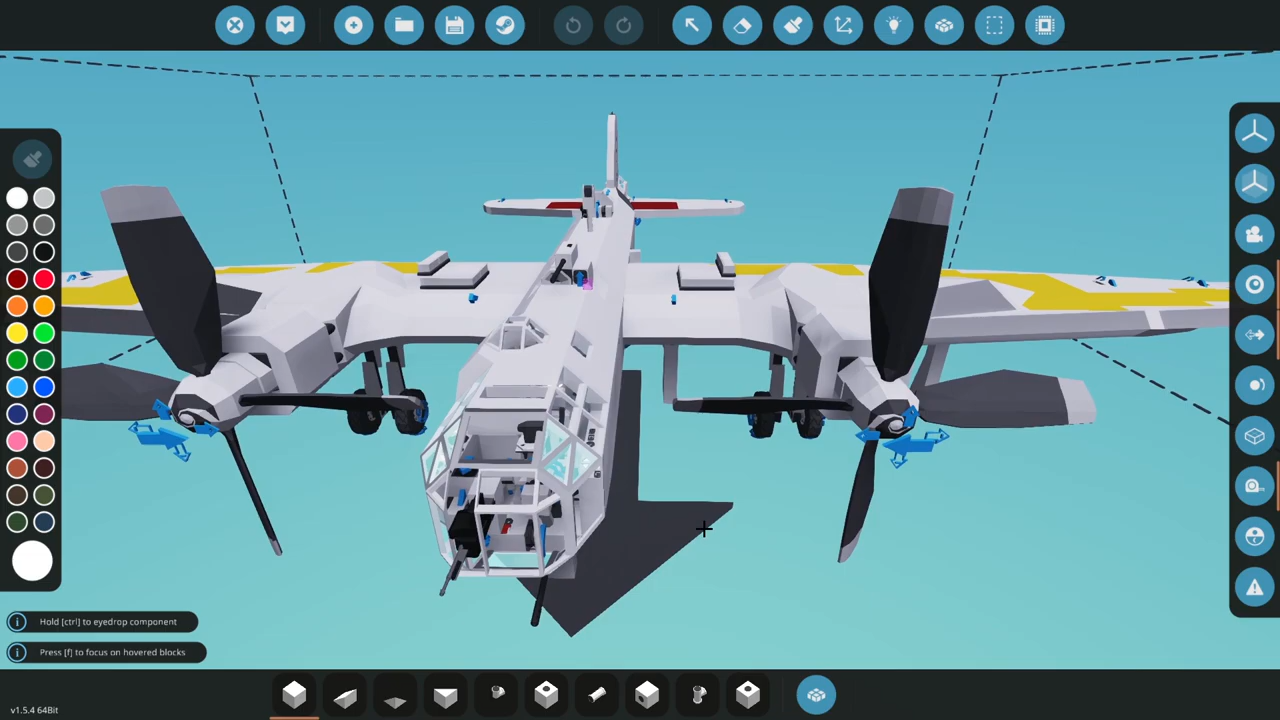 Hold [ctrl] to eyedrop component
Press [f] to focus on hovered blocks
v1.5.4 64Bit